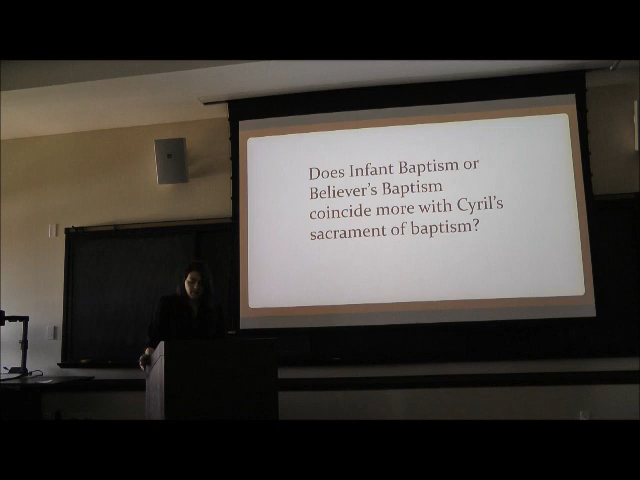 Does Infant Baptism or
Believer's Baptism
coincide more with Cyril's
sacrament of baptism?